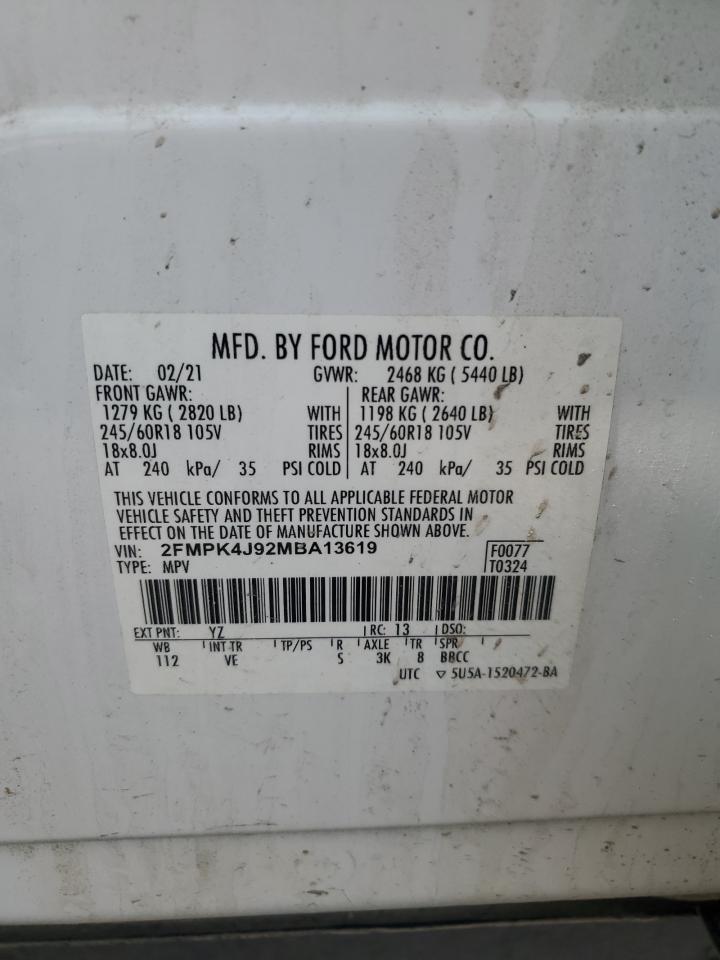 MFD. BY FORD MOTOR CO.
DATE: 02/21 GVWR: 2468 KG ( 5440 LB)
FRONT GAWR: REAR GAWR:
1279 KG ( 2820 LB) WITH 1198 KG ( 2640 LB) WITH
245/60R18 105V TIRES 245/60R18 105V TIRES
18x8.0J RIMS 18x8.0J RIMS
AT 240 kPa/ 35 PSI COLD AT 240 kPa/ 35 PSI COLD
THIS VEHICLE CONFORMS TO ALL APPLICABLE FEDERAL MOTOR
VEHICLE SAFETY AND THEFT PREVENTION STANDARDS IN
EFFECT ON THE DATE OF MANUFACTURE SHOWN ABOVE.
VIN: 2FMPK4J92MBA13619 F0077
TYPE: MPV T0324
EXT PNT: YZ RC: 13 DSO:
WB INT TR TP/PS R AXLE TR SPR
112 VE S 3K 8 BBCC
UTC ▽ 5U5A-1520472-BA